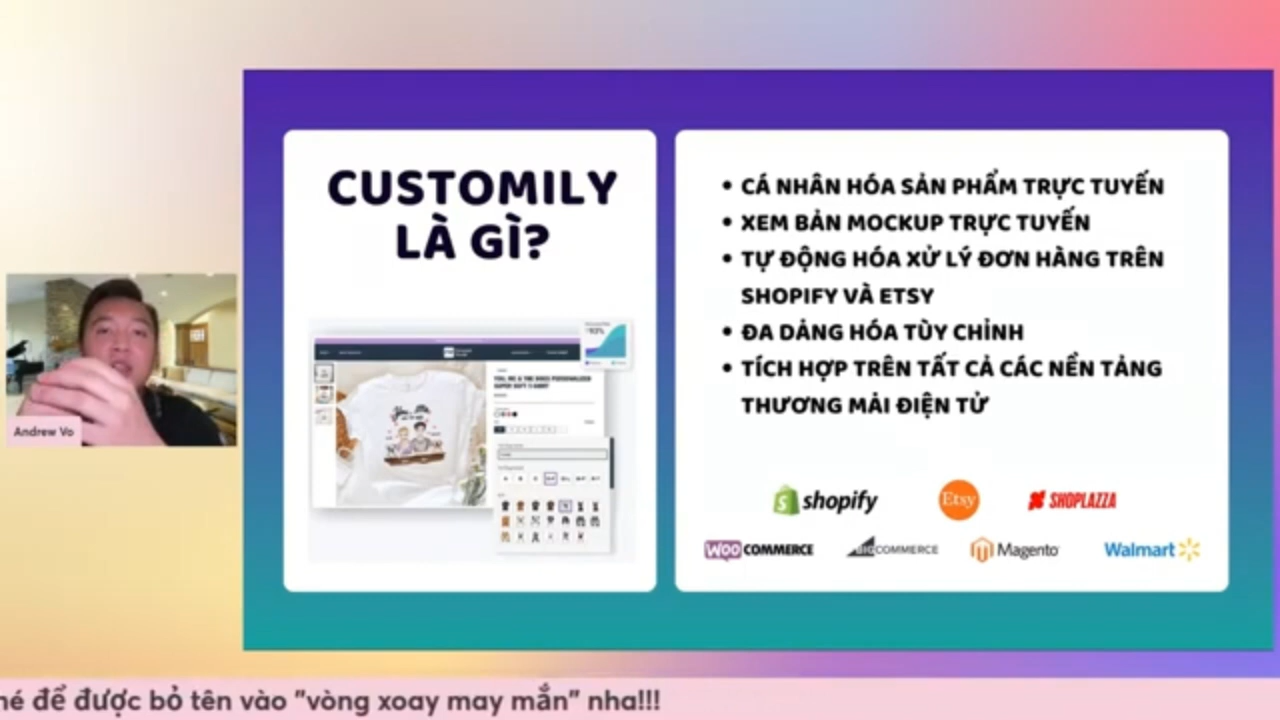 CUSTOMILY
LÀ GÌ?
• CÁ NHÂN HÓA SẢN PHẨM TRỰC TUYẾN
• XEM BẢN MOCKUP TRỰC TUYẾN
• TỰ ĐỘNG HÓA XỬ LÝ ĐƠN HÀNG TRÊN
SHOPIFY VÀ ETSY
• ĐA DẠNG HÓA TÙY CHỈNH
• TÍCH HỢP TRÊN TẤT CẢ CÁC NỀN TẢNG
THƯƠNG MẠI ĐIỆN TỬ
shopify
Etsy
SHOPLAZZA
WOO COMMERCE
BIGCOMMERCE
Magento
Walmart
Andrew Vo
để được bỏ tên vào "vòng xoay may mắn" nha!!!